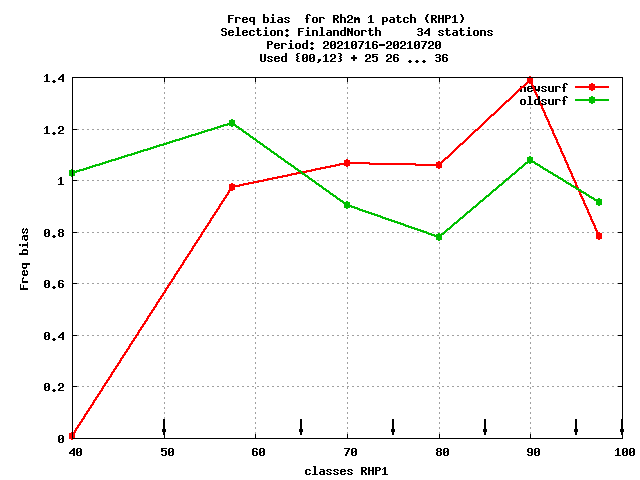 Freq bias  for Rh2m 1 patch (RHP1)
Selection: FinlandNorth     34 stations
Period: 20210716-20210720
Used {00,12} + 25 26 ... 36
newsurf
oldsurf
1.4
1.2
1
0.8
0.6
0.4
0.2
0
Freq bias
40 50 60 70 80 90 100
classes RHP1